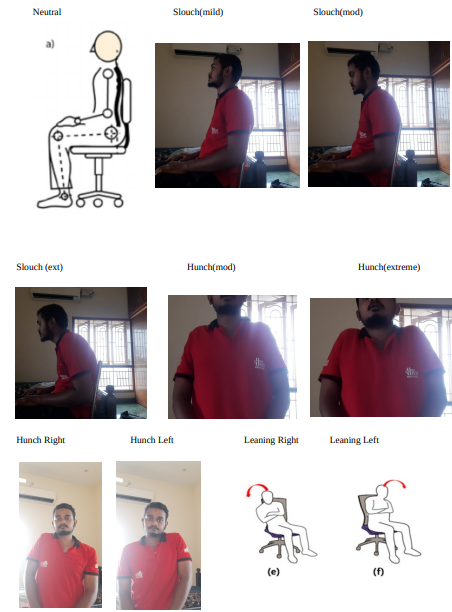 Neutral
Slouch(mild)
Slouch(mod)
a)
Slouch (ext)
Hunch(mod)
Hunch(extreme)
Hunch Right
Hunch Left
Leaning Right
Leaning Left
(e)
(f)